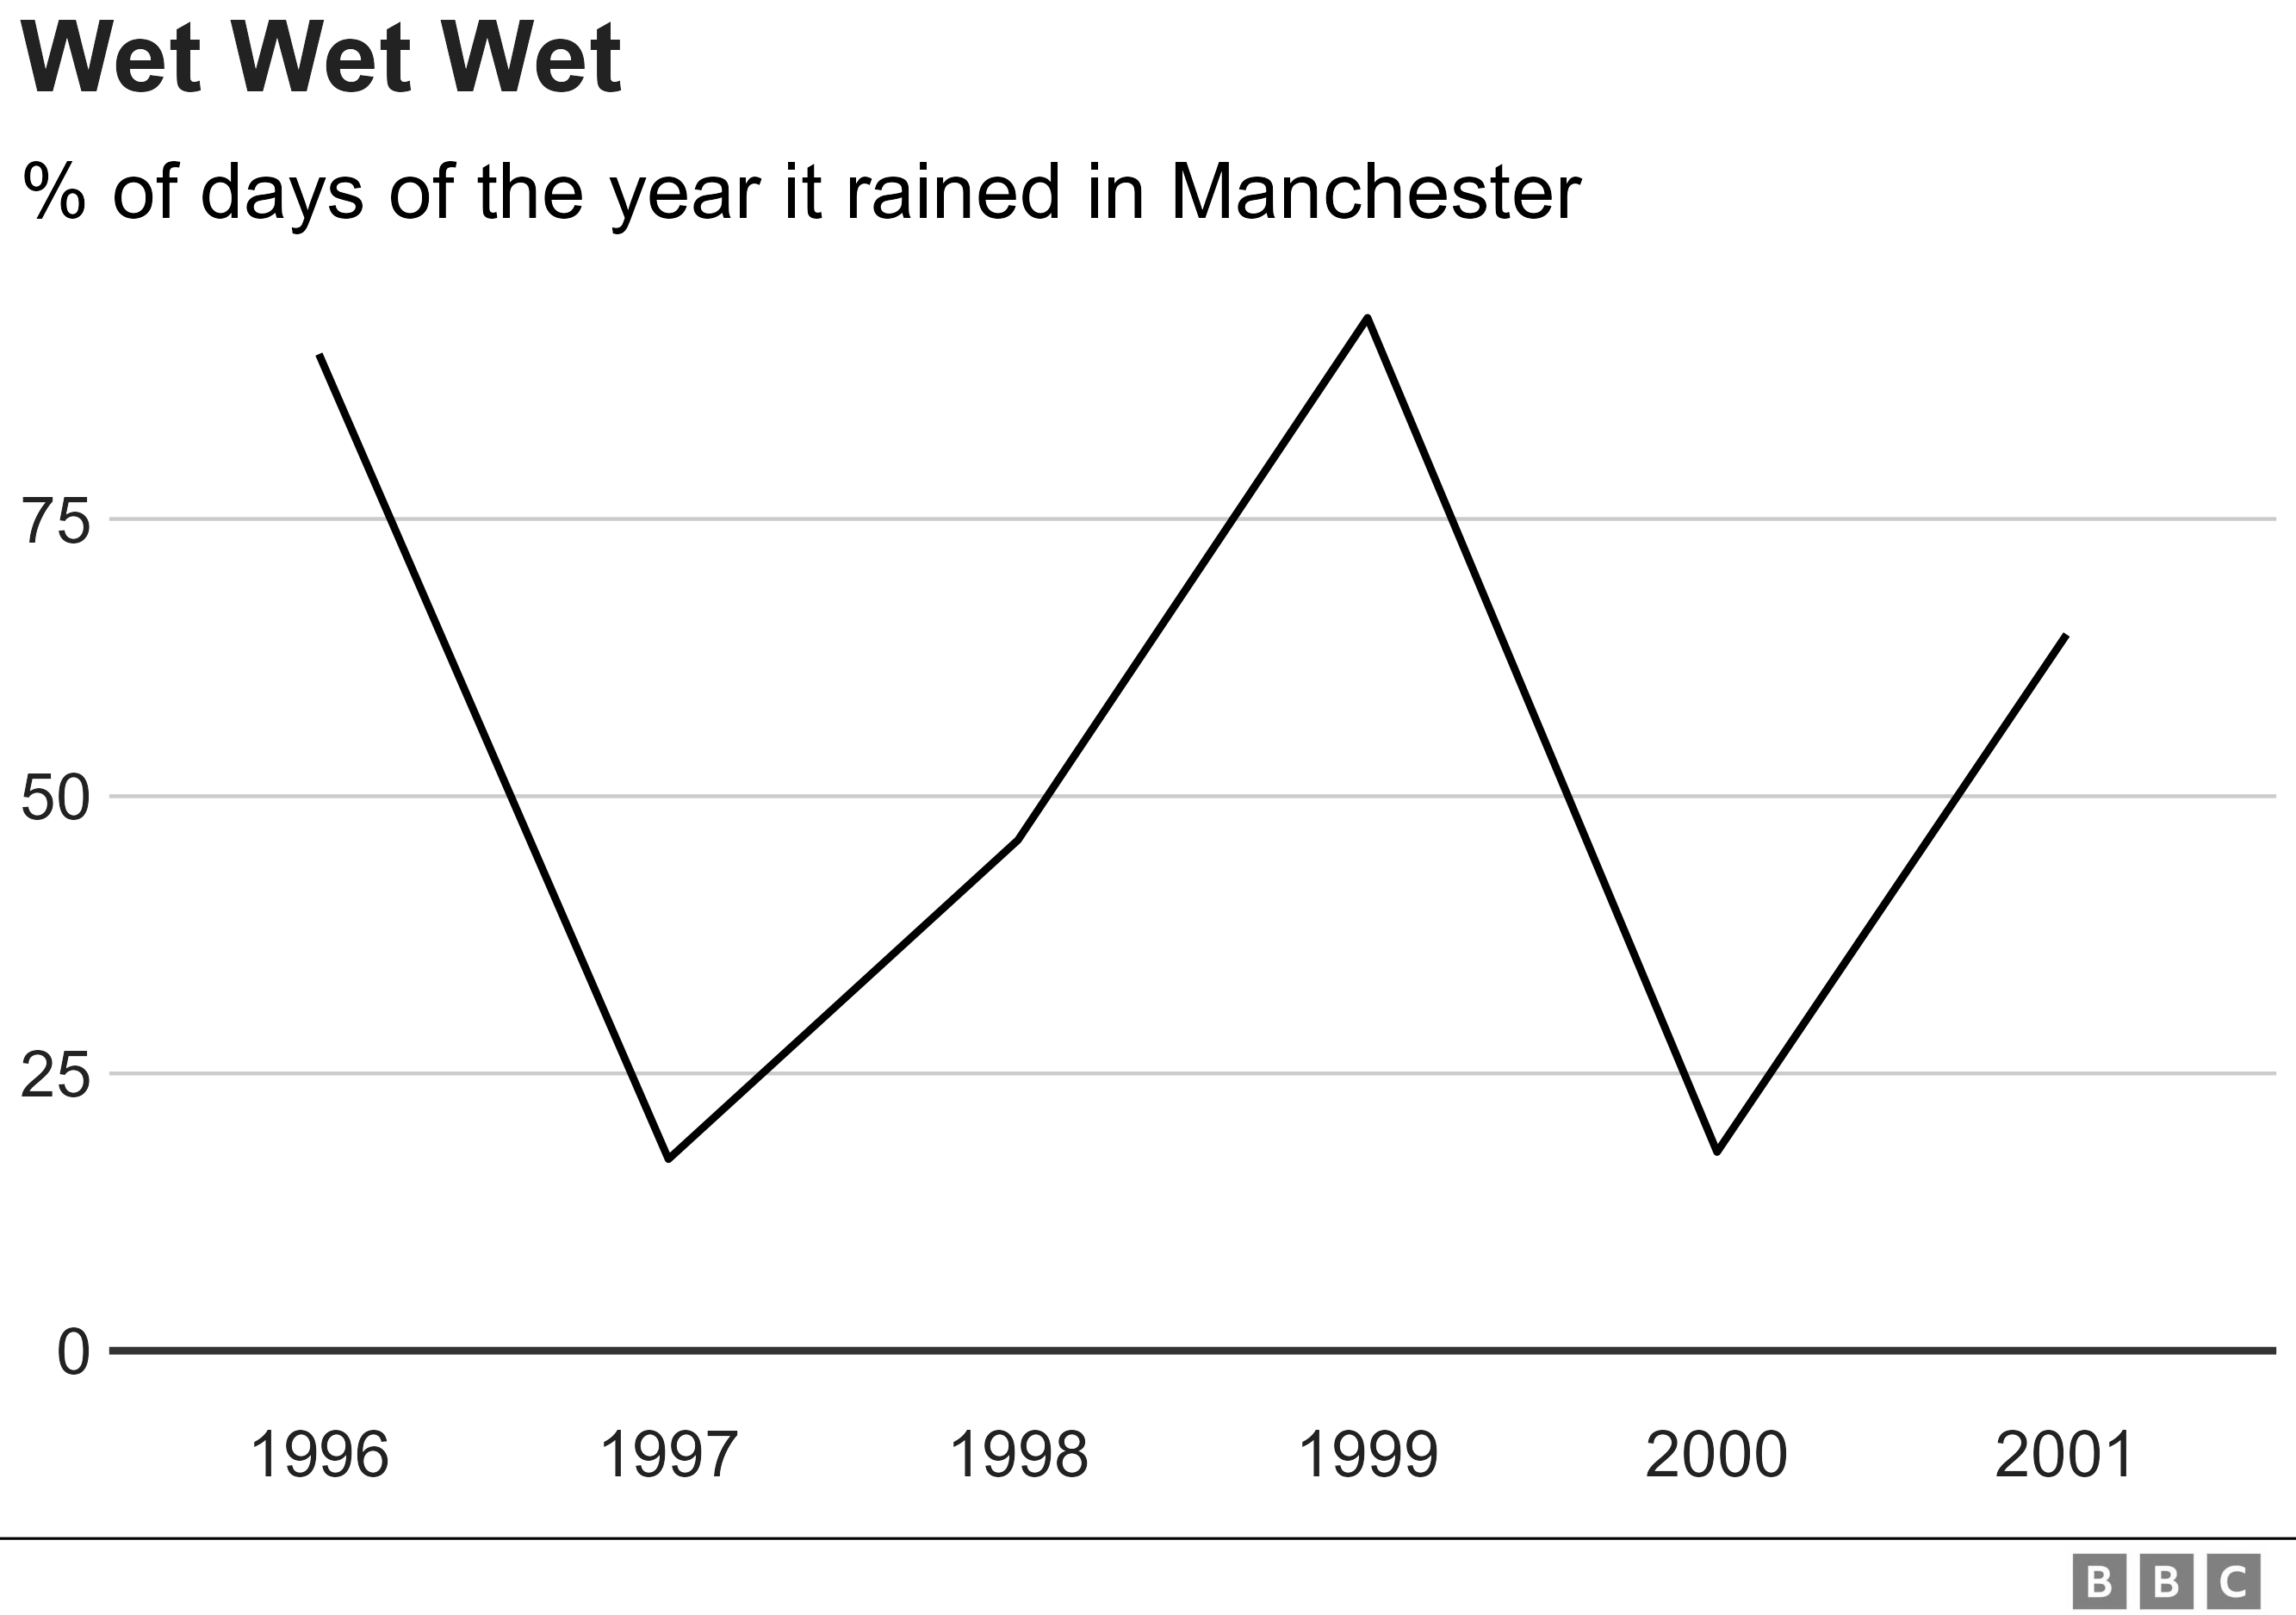 Wet Wet Wet
% of days of the year it rained in Manchester
75
50
25
0
1996 1997 1998 1999 2000 2001
BBC